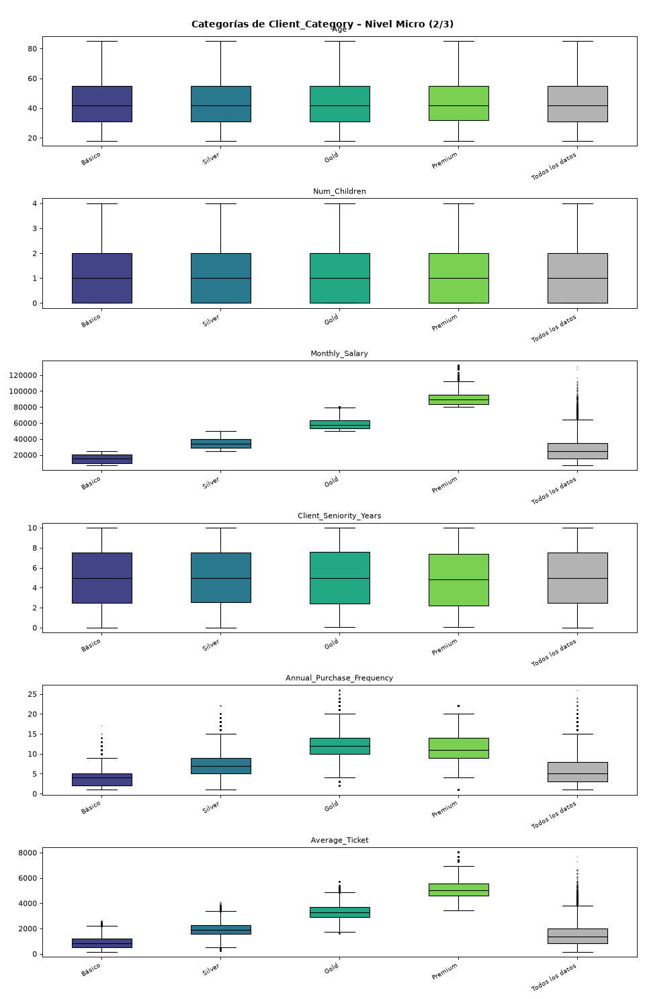 Categorías de Client_Category – Nivel Micro (2/3)
Age
80
60
40
20
Básico Silver Gold Premium Todos los datos
Num_Children
4
3
2
1
0
Básico Silver Gold Premium Todos los datos
Monthly_Salary
120000
100000
80000
60000
40000
20000
Básico Silver Gold Premium Todos los datos
Client_Seniority_Years
10
8
6
4
2
0
Básico Silver Gold Premium Todos los datos
Annual_Purchase_Frequency
25
20
15
10
5
0
Básico Silver Gold Premium Todos los datos
Average_Ticket
8000
6000
4000
2000
0
Básico Silver Gold Premium Todos los datos